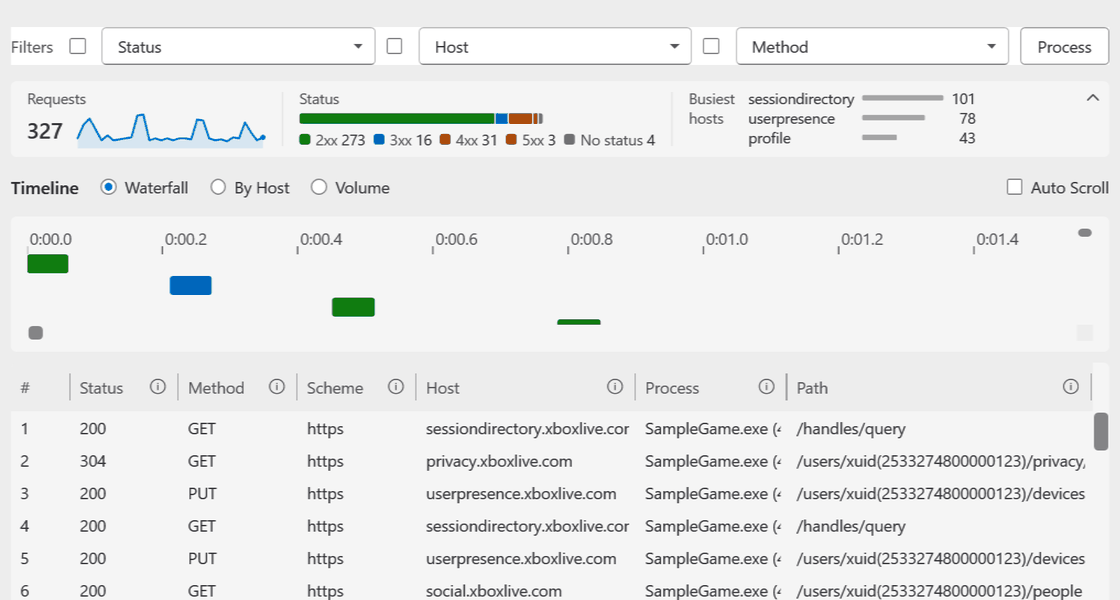 Filters Status Host Method Process
Requests Status Busiest hosts sessiondirectory 101
327 userpresence 78
2xx 273 3xx 16 4xx 31 5xx 3 No status 4 profile 43
Timeline Waterfall By Host Volume Auto Scroll
0:00.0 0:00.2 0:00.4 0:00.6 0:00.8 0:01.0 0:01.2 0:01.4
# Status Method Scheme Host Process Path
1 200 GET https sessiondirectory.xboxlive.cor SampleGame.exe (4 /handles/query
2 304 GET https privacy.xboxlive.com SampleGame.exe (4 /users/xuid(2533274800000123)/privacy/
3 200 PUT https userpresence.xboxlive.com SampleGame.exe (4 /users/xuid(2533274800000123)/devices
4 200 GET https sessiondirectory.xboxlive.cor SampleGame.exe (4 /handles/query
5 200 PUT https userpresence.xboxlive.com SampleGame.exe (4 /users/xuid(2533274800000123)/devices
6 200 GET https social.xboxlive.com SampleGame.exe (4 /users/xuid(2533274800000123)/people